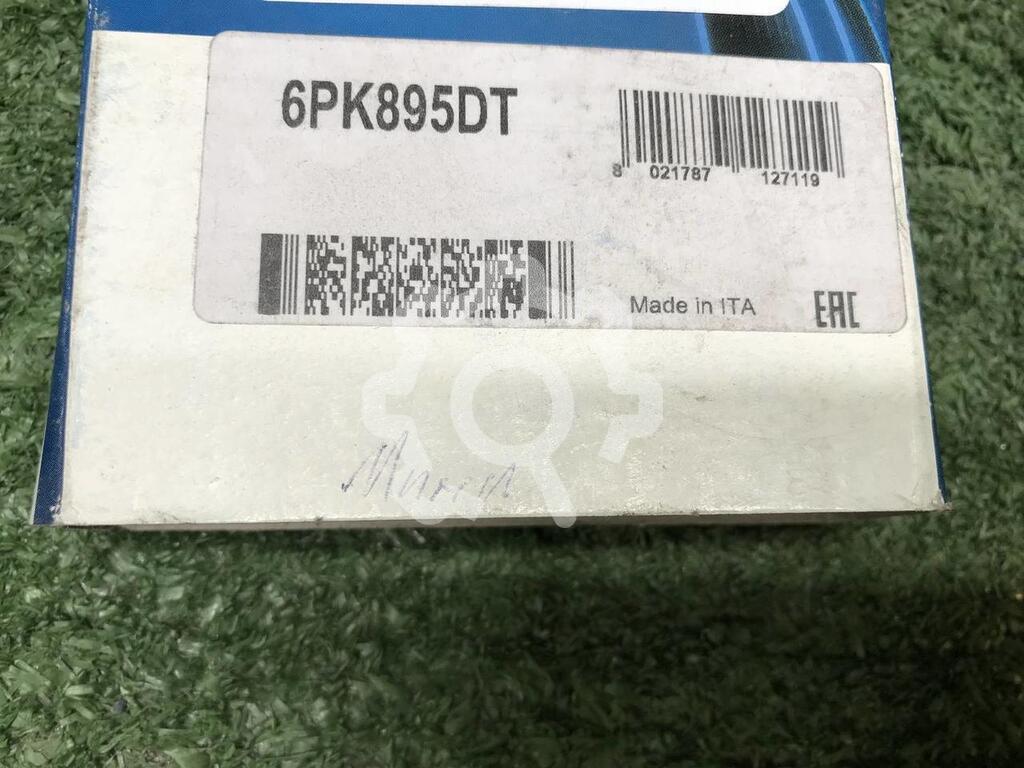 6PK895DT
8 021787 127119
Made in ITA
EAC